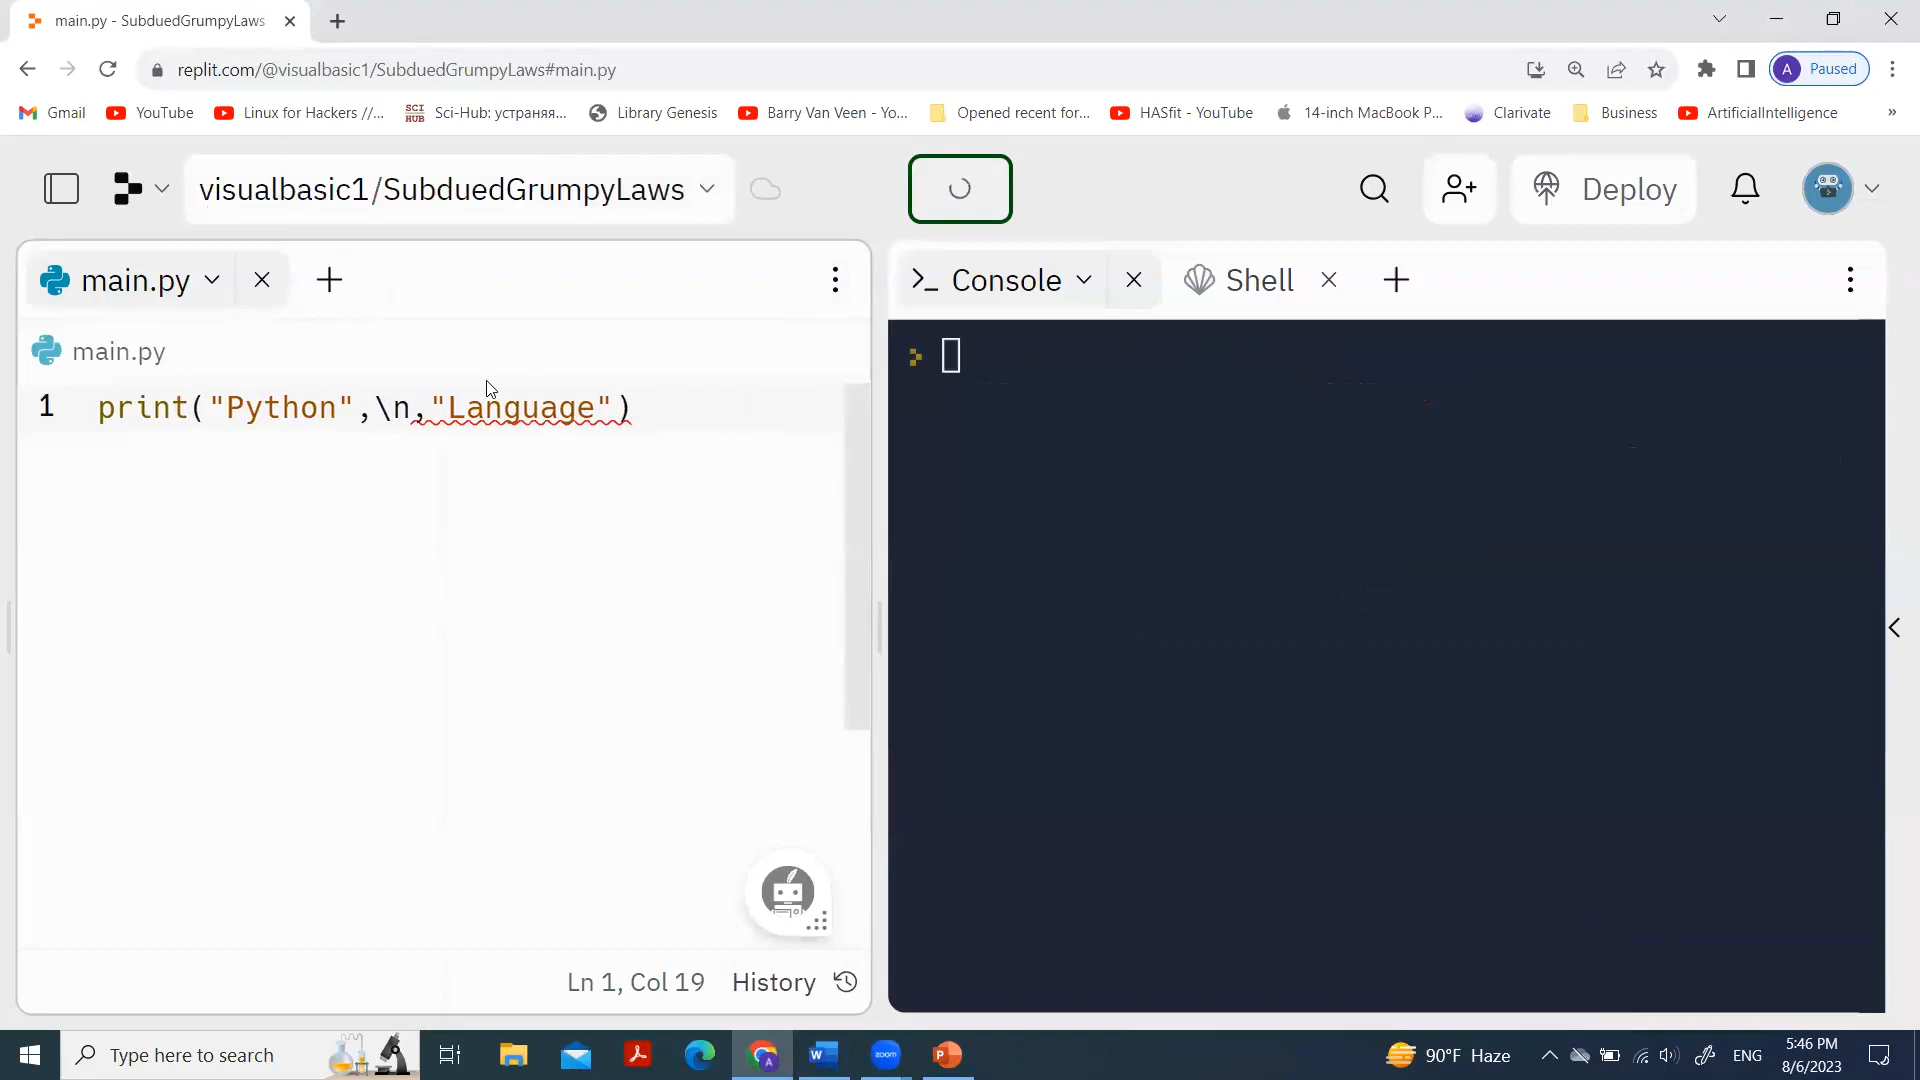 main.py - SubduedGrumpyLaws
replit.com/@visualbasic1/SubduedGrumpyLaws#main.py
A Paused
Gmail YouTube Linux for Hackers //... SCI HUB Sci-Hub: устраняя... Library Genesis Barry Van Veen - Yo... Opened recent for... HASfit - YouTube 14-inch MacBook P... Clarivate Business ArtificialIntelligence »
visualbasic1/SubduedGrumpyLaws Deploy
main.py Console Shell
main.py
1 print("Python",\n,"Language")
Ln 1, Col 19 History
Type here to search zoom 90°F Haze ENG 5:46 PM
8/6/2023